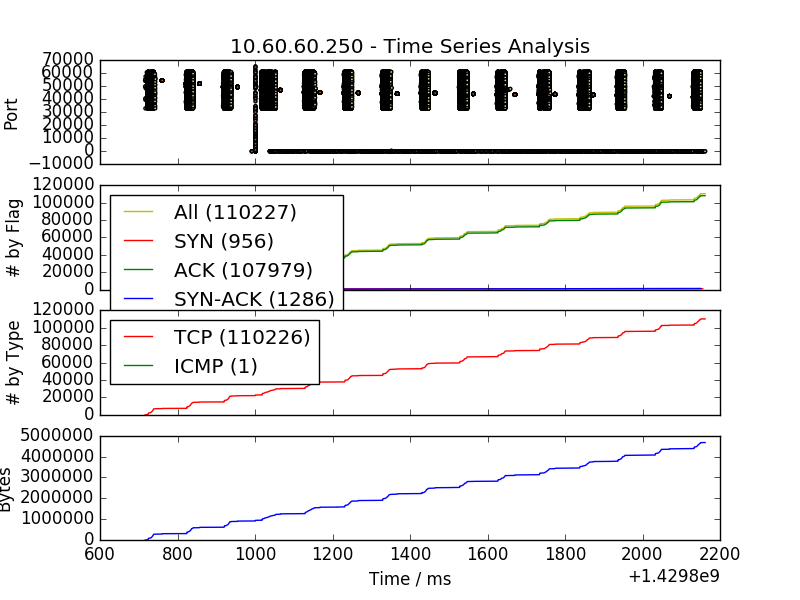 10.60.60.250 - Time Series Analysis
70000
60000
50000
40000
30000
20000
10000
0
−10000
Port
120000
100000
80000
60000
40000
20000
0
# by Flag
All (110227)
SYN (956)
ACK (107979)
SYN-ACK (1286)
120000
100000
80000
60000
40000
20000
0
# by Type
TCP (110226)
ICMP (1)
5000000
4000000
3000000
2000000
1000000
0
Bytes
600 800 1000 1200 1400 1600 1800 2000 2200
Time / ms
+1.4298e9